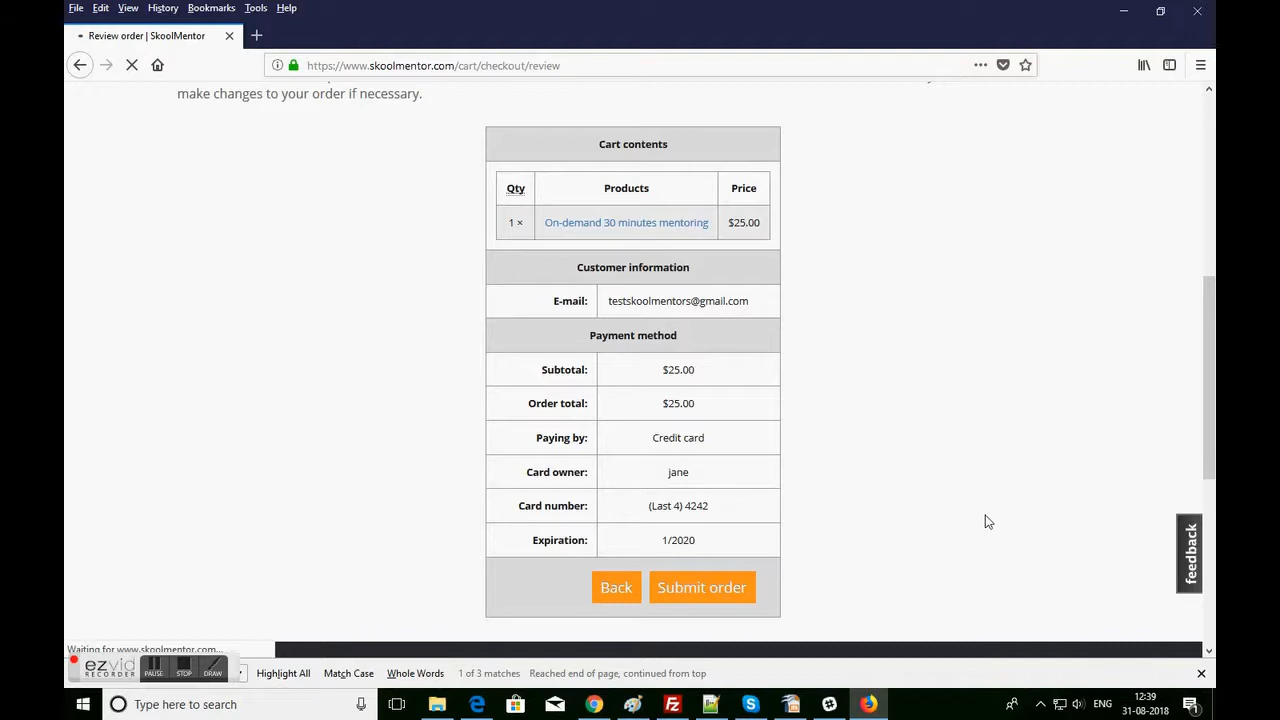 File Edit View History Bookmarks Tools Help
Review order | SkoolMentor
https://www.skoolmentor.com/cart/checkout/review
make changes to your order if necessary.
Cart contents
Qty Products Price
1 × On-demand 30 minutes mentoring $25.00
Customer information
E-mail: testskoolmentors@gmail.com
Payment method
Subtotal: $25.00
Order total: $25.00
Paying by: Credit card
Card owner: jane
Card number: (Last 4) 4242
Expiration: 1/2020
Back Submit order
feedback
Waiting for www.skoolmentor.com...
ezvid
RECORDER
PAUSE STOP DRAW
Highlight All Match Case Whole Words 1 of 3 matches Reached end of page, continued from top
Type here to search
ENG
12:39
31-08-2018
1